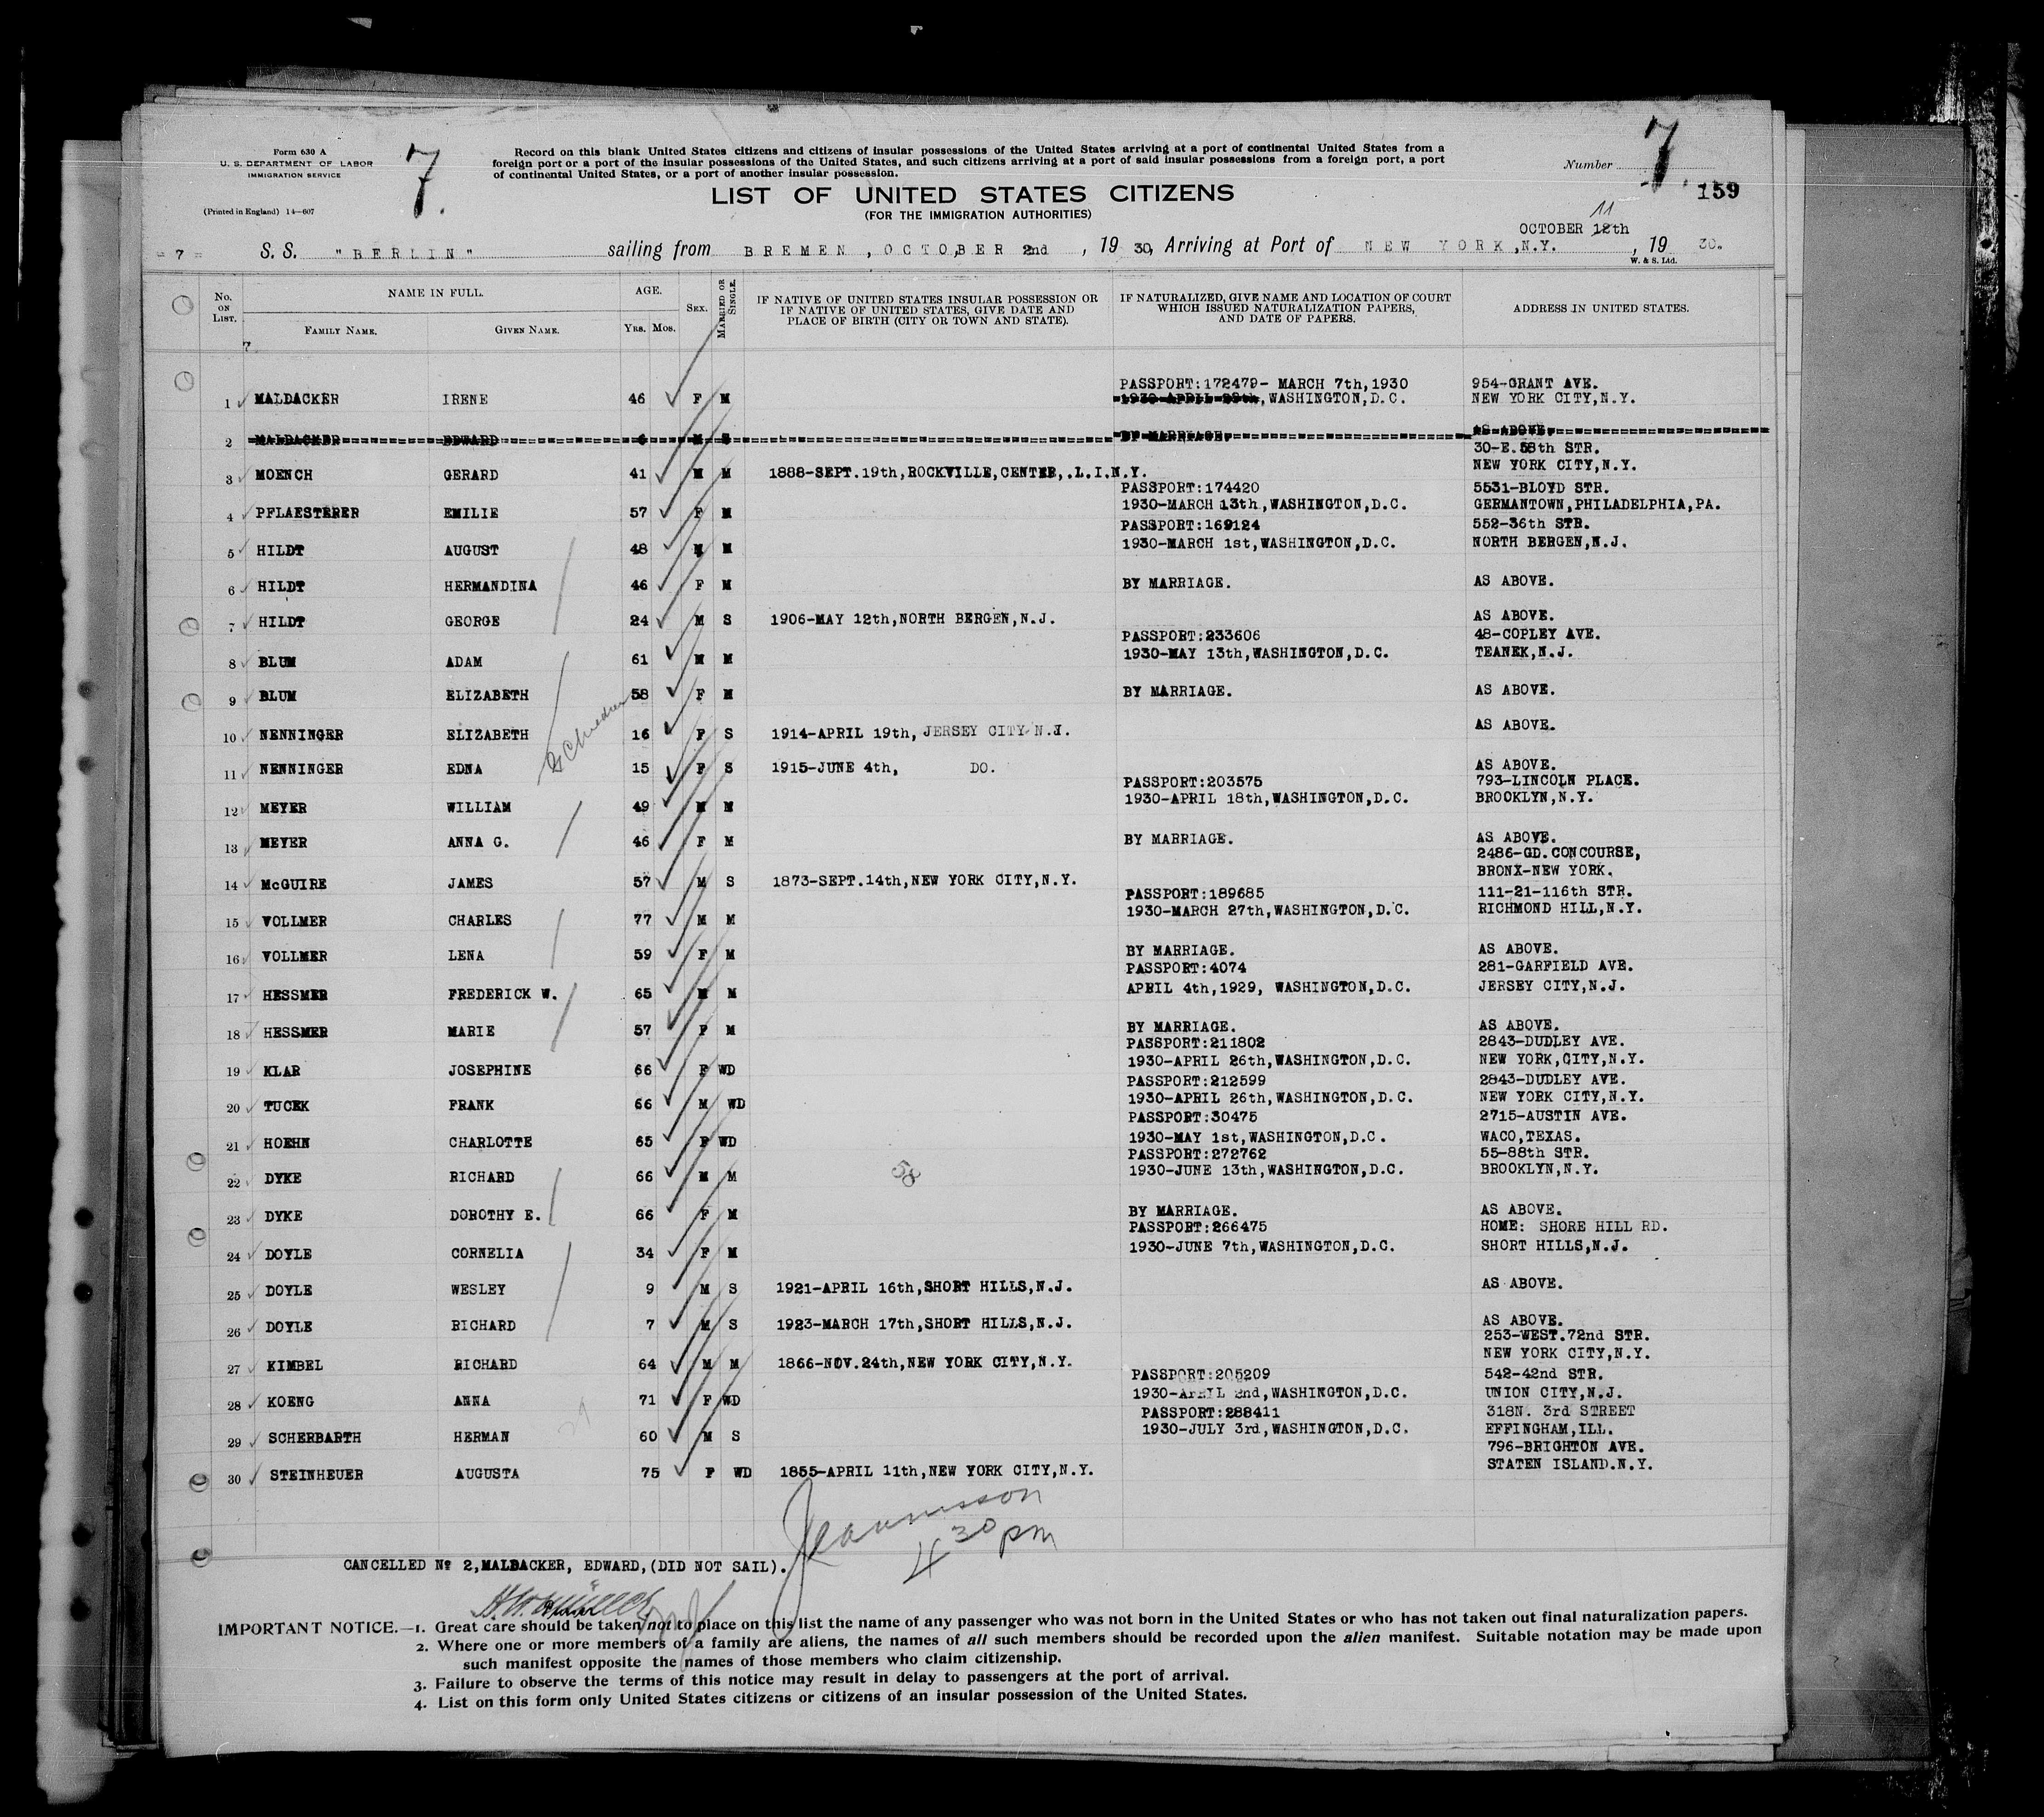 Form 630 A
U. S. DEPARTMENT OF LABOR
IMMIGRATION SERVICE
(Printed in England) 14—607
7.
Record on this blank United States citizens and citizens of insular possessions of the United States arriving at a port of continental United States from a
foreign port or a port of the insular possessions of the United States, and such citizens arriving at a port of said insular possessions from a foreign port, a port
of continental United States, or a port of another insular possession.
Number 7.
159
LIST OF UNITED STATES CITIZENS
(FOR THE IMMIGRATION AUTHORITIES)
11
OCTOBER 12th
- 7 - S. S. "BERLIN" sailing from BREMEN, OCTOBER 2nd, 1930, Arriving at Port of NEW YORK, N.Y., 1930.
W. & S. Ltd.
No. ON LIST. NAME IN FULL. FAMILY NAME. GIVEN NAME. AGE. Yrs. Mos. SEX. MARRIED OR SINGLE. IF NATIVE OF UNITED STATES INSULAR POSSESSION OR IF NATIVE OF UNITED STATES, GIVE DATE AND PLACE OF BIRTH (CITY OR TOWN AND STATE). IF NATURALIZED, GIVE NAME AND LOCATION OF COURT WHICH ISSUED NATURALIZATION PAPERS, AND DATE OF PAPERS. ADDRESS IN UNITED STATES.
PASSPORT:172479- MARCH 7th,1930 954-GRANT AVE.
1 MALDACKER IRENE 46 F M 1930-APRIL 28th,WASHINGTON,D.C. NEW YORK CITY,N.Y.
2 MALDACKER EDWARD 6 M S BY MARRIAGE. AS ABOVE.
30-E.58th STR.
3 MOENCH GERARD 41 M M 1888-SEPT.19th,ROCKVILLE,CENTER,.L.I.N.Y. NEW YORK CITY,N.Y.
PASSPORT:174420 5531-BLOYD STR.
4 PFLAESTERER EMILIE 57 F M 1930-MARCH 13th,WASHINGTON,D.C. GERMANTOWN,PHILADELPHIA,PA.
PASSPORT:169124 552-36th STR.
5 HILDT AUGUST 48 M M 1930-MARCH 1st,WASHINGTON,D.C. NORTH BERGEN,N.J.
6 HILDT HERMANDINA 46 F M BY MARRIAGE. AS ABOVE.
7 HILDT GEORGE 24 M S 1906-MAY 12th,NORTH BERGEN,N.J. AS ABOVE.
PASSPORT:233606 48-COPLEY AVE.
8 BLUM ADAM 61 M M 1930-MAY 13th,WASHINGTON,D.C. TEANEK,N.J.
9 BLUM ELIZABETH 58 F M BY MARRIAGE. AS ABOVE.
10 NENNINGER ELIZABETH 16 F S 1914-APRIL 19th, JERSEY CITY N.J. AS ABOVE.
11 NENNINGER EDNA 15 F S 1915-JUNE 4th, DO. AS ABOVE.
PASSPORT:203575 793-LINCOLN PLACE.
12 MEYER WILLIAM 49 M M 1930-APRIL 18th,WASHINGTON,D.C. BROOKLYN,N.Y.
13 MEYER ANNA G. 46 F M BY MARRIAGE. AS ABOVE.
2486-GD.CONCOURSE,
BRONX-NEW YORK.
14 McGUIRE JAMES 57 M S 1873-SEPT.14th,NEW YORK CITY,N.Y.
PASSPORT:189685 111-21-116th STR.
15 VOLLMER CHARLES 77 M M 1930-MARCH 27th,WASHINGTON,D.C. RICHMOND HILL,N.Y.
16 VOLLMER LENA 59 F M BY MARRIAGE. AS ABOVE.
PASSPORT:4074 281-GARFIELD AVE.
17 HESSMER FREDERICK W. 65 M M APRIL 4th,1929, WASHINGTON,D.C. JERSEY CITY,N.J.
18 HESSMER MARIE 57 F M BY MARRIAGE. AS ABOVE.
PASSPORT:211802 2843-DUDLEY AVE.
19 KLAR JOSEPHINE 66 F WD 1930-APRIL 26th,WASHINGTON,D.C. NEW YORK,CITY,N.Y.
PASSPORT:212599 2843-DUDLEY AVE.
20 TUCEK FRANK 66 M WD 1930-APRIL 26th,WASHINGTON,D.C. NEW YORK CITY,N.Y.
PASSPORT:30475 2715-AUSTIN AVE.
21 HOEHN CHARLOTTE 65 F WD 1930-MAY 1st,WASHINGTON,D.C. WACO,TEXAS.
PASSPORT:272762 55-88th STR.
22 DYKE RICHARD 66 M M 58 1930-JUNE 13th,WASHINGTON,D.C. BROOKLYN,N.Y.
23 DYKE DOROTHY E. 66 F M BY MARRIAGE. AS ABOVE.
PASSPORT:266475 HOME: SHORE HILL RD.
24 DOYLE CORNELIA 34 F M 1930-JUNE 7th,WASHINGTON,D.C. SHORT HILLS,N.J.
25 DOYLE WESLEY 9 M S 1921-APRIL 16th,SHORT HILLS,N.J. AS ABOVE.
26 DOYLE RICHARD 7 M S 1923-MARCH 17th,SHORT HILLS,N.J. AS ABOVE.
253-WEST.72nd STR.
27 KIMBEL RICHARD 64 M M 1866-NOV.24th,NEW YORK CITY,N.Y. NEW YORK CITY,N.Y.
PASSPORT:205209 542-42nd STR.
28 KOENG ANNA 71 F WD 1930-APRIL 2nd,WASHINGTON,D.C. UNION CITY,N.J.
PASSPORT:288411 318N. 3rd STREET
29 SCHERBARTH HERMAN 60 M S 1930-JULY 3rd,WASHINGTON,D.C. EFFINGHAM,ILL.
796-BRIGHTON AVE.
30 STEINHEUER AUGUSTA 75 F WD 1855-APRIL 11th,NEW YORK CITY,N.Y. STATEN ISLAND.N.Y.
4 30 pm
CANCELLED No 2,MALDACKER, EDWARD,(DID NOT SAIL).
IMPORTANT NOTICE.—1. Great care should be taken not to place on this list the name of any passenger who was not born in the United States or who has not taken out final naturalization papers.
2. Where one or more members of a family are aliens, the names of all such members should be recorded upon the alien manifest. Suitable notation may be made upon
such manifest opposite the names of those members who claim citizenship.
3. Failure to observe the terms of this notice may result in delay to passengers at the port of arrival.
4. List on this form only United States citizens or citizens of an insular possession of the United States.